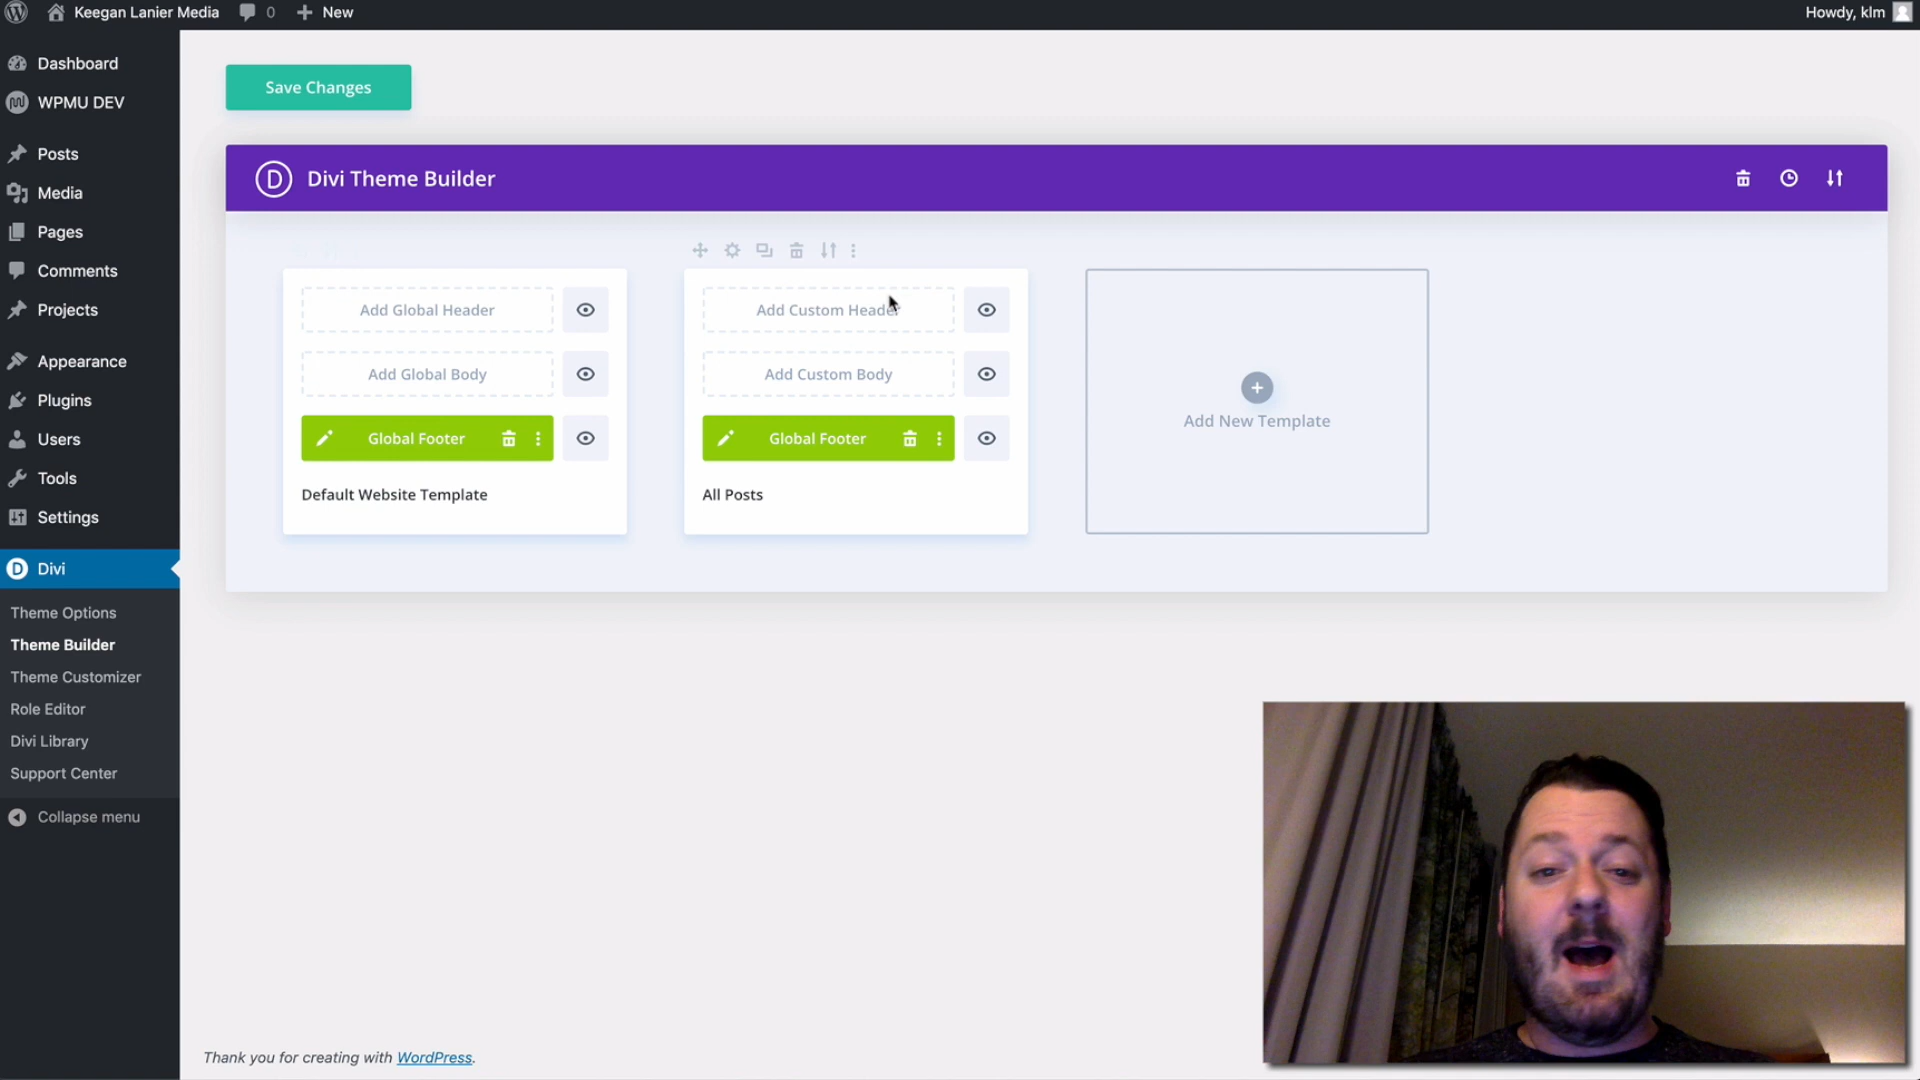 Keegan Lanier Media
0
New
Howdy, klm
Dashboard
WPMU DEV
Posts
Media
Pages
Comments
Projects
Appearance
Plugins
Users
Tools
Settings
D Divi
Theme Options
Theme Builder
Theme Customizer
Role Editor
Divi Library
Support Center
Collapse menu
Save Changes
D Divi Theme Builder
Add Global Header
Add Global Body
Global Footer
Default Website Template
Add Custom Header
Add Custom Body
Global Footer
All Posts
Add New Template
Thank you for creating with WordPress.